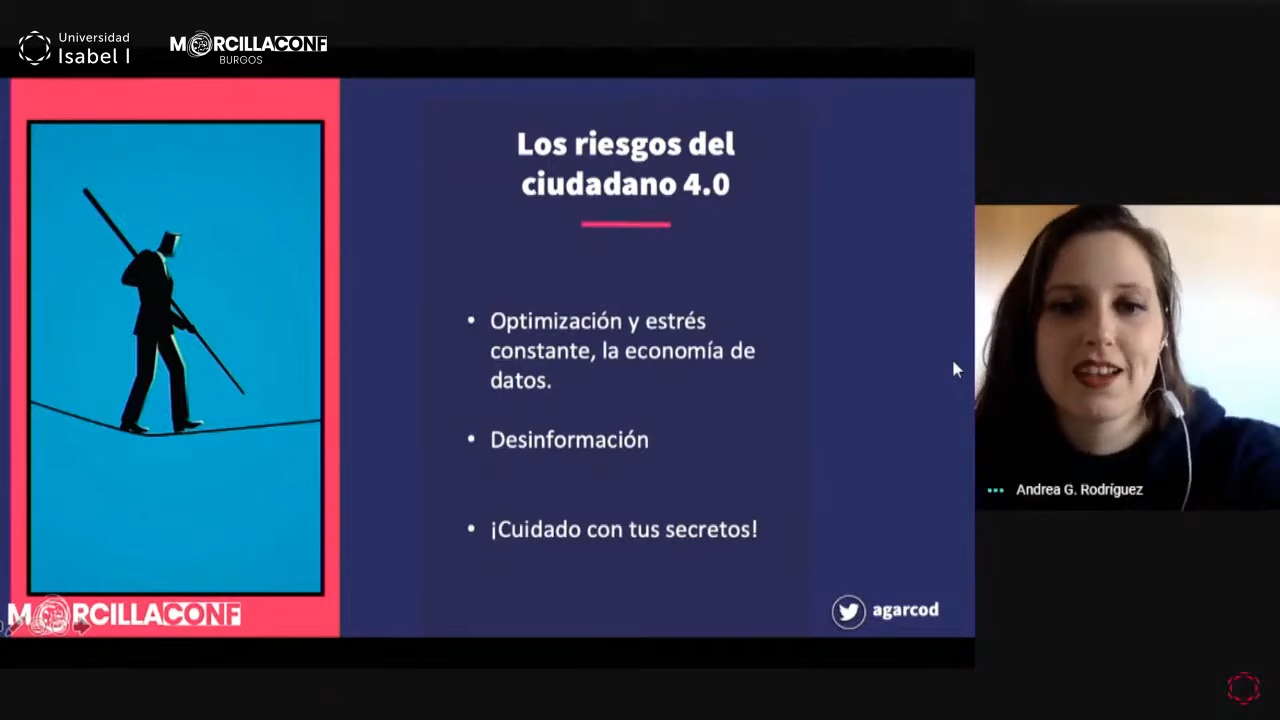 Universidad
Isabel I
MORCILLACONF
BURGOS
Los riesgos del
ciudadano 4.0
• Optimización y estrés
constante, la economía de
datos.
• Desinformación
• ¡Cuidado con tus secretos!
Andrea G. Rodríguez
MORCILLACONF
agarcod